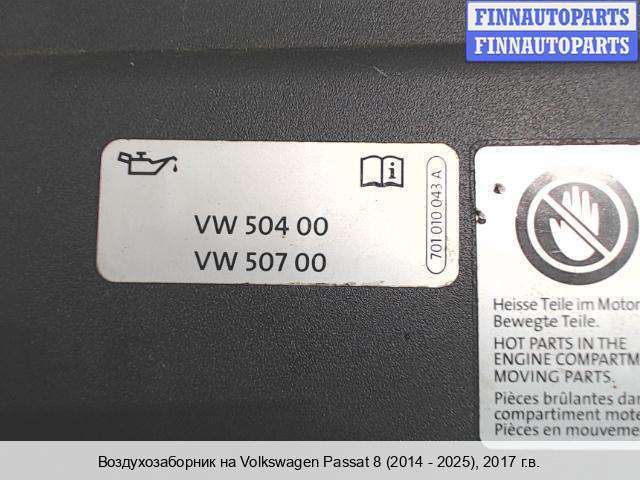 FINNAUTOPARTS
FINNAUTOPARTS
VW 504 00
VW 507 00
701 010 043 A
Heisse Teile im Motor
Bewegte Teile.
HOT PARTS IN THE
ENGINE COMPARTM
MOVING PARTS.
Pièces brûlantes da
compartiment mote
Pièces en mouveme
Воздухозаборник на Volkswagen Passat 8 (2014 - 2025), 2017 г.в.